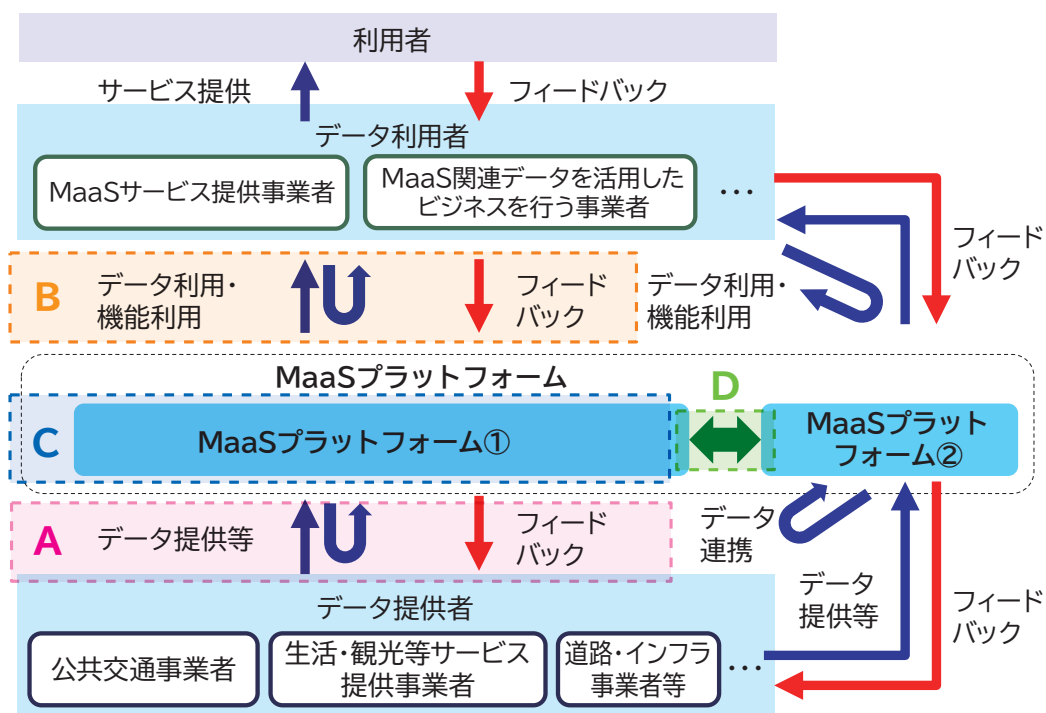 利用者
サービス提供
フィードバック
データ利用者
MaaSサービス提供事業者
MaaS関連データを活用した
ビジネスを行う事業者
…
フィード
バック
B
データ利用・
機能利用
フィード
バック
データ利用・
機能利用
MaaSプラットフォーム
D
C
MaaSプラットフォーム①
MaaSプラット
フォーム②
A
データ提供等
フィード
バック
データ
連携
データ
提供等
フィード
バック
データ提供者
公共交通事業者
生活・観光等サービス
提供事業者
道路・インフラ
事業者等
…